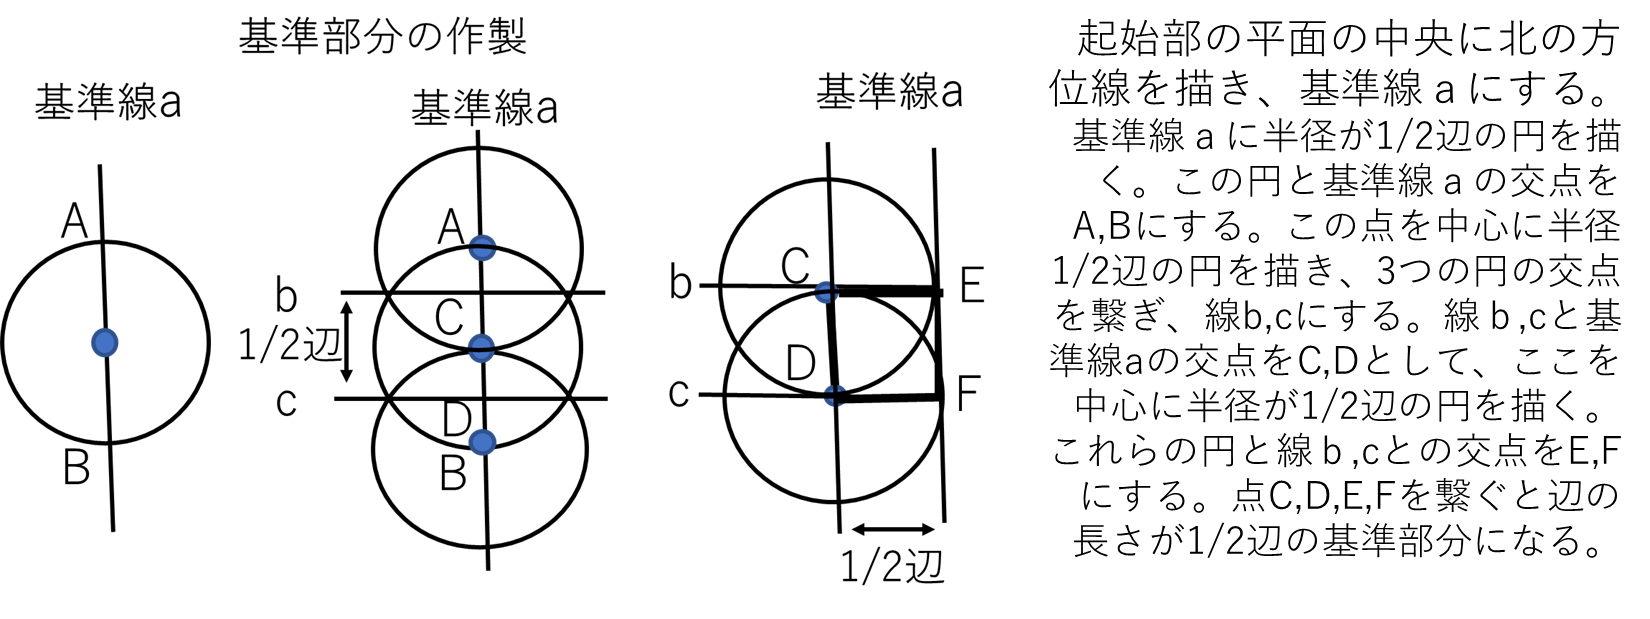 基準部分の作製
基準線a
A
B
基準線a
A
b
C
1/2辺
c
D
B
基準線a
b
C
E
D
c
F
1/2辺
起始部の平面の中央に北の方
位線を描き、基準線ａにする。
基準線ａに半径が1/2辺の円を描
く。この円と基準線ａの交点を
A,Bにする。この点を中心に半径
1/2辺の円を描き、3つの円の交点
を繋ぎ、線b,cにする。線ｂ,cと基
準線aの交点をC,Dとして、ここを
中心に半径が1/2辺の円を描く。
これらの円と線ｂ,cとの交点をE,F
にする。点C,D,E,Fを繋ぐと辺の
長さが1/2辺の基準部分になる。